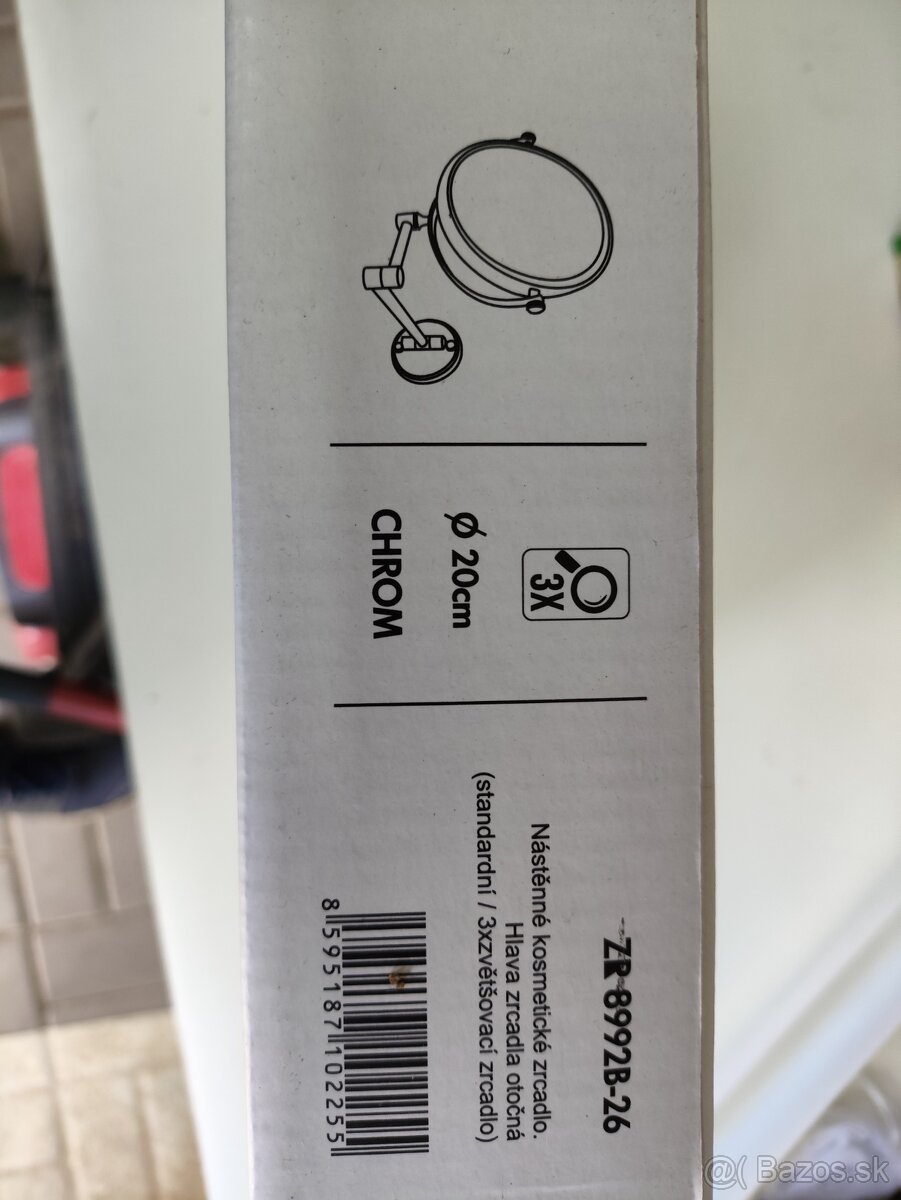 3X
Ø 20cm
CHROM
ZR 8992B-26
Nástěnné kosmetické zrcadlo.
Hlava zrcadla otočná
(standardní / 3xzvětšovací zrcadlo)
8 595187 102255
@( Bazos.sk